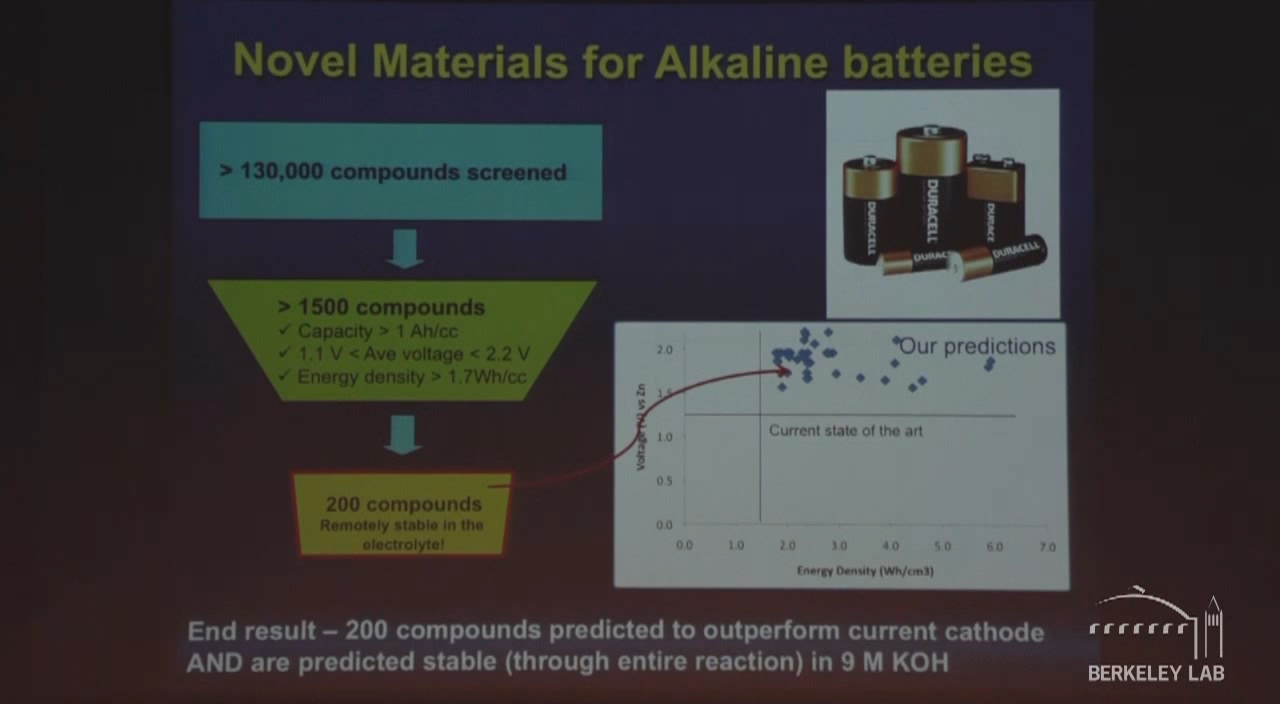 Novel Materials for Alkaline batteries
> 130,000 compounds screened
> 1500 compounds
✓ Capacity > 1 Ah/cc
✓ 1.1 V < Ave voltage < 2.2 V
✓ Energy density > 1.7Wh/cc
200 compounds
Remotely stable in the
electrolyte!
DURACELL
DURACELL
DURACE
DURAC
DURACELL
Our predictions
Current state of the art
Voltage (V) vs Zn
2.0
1.5
1.0
0.5
0.0
0.0 1.0 2.0 3.0 4.0 5.0 6.0 7.0
Energy Density (Wh/cm3)
End result – 200 compounds predicted to outperform current cathode
AND are predicted stable (through entire reaction) in 9 M KOH
BERKELEY LAB